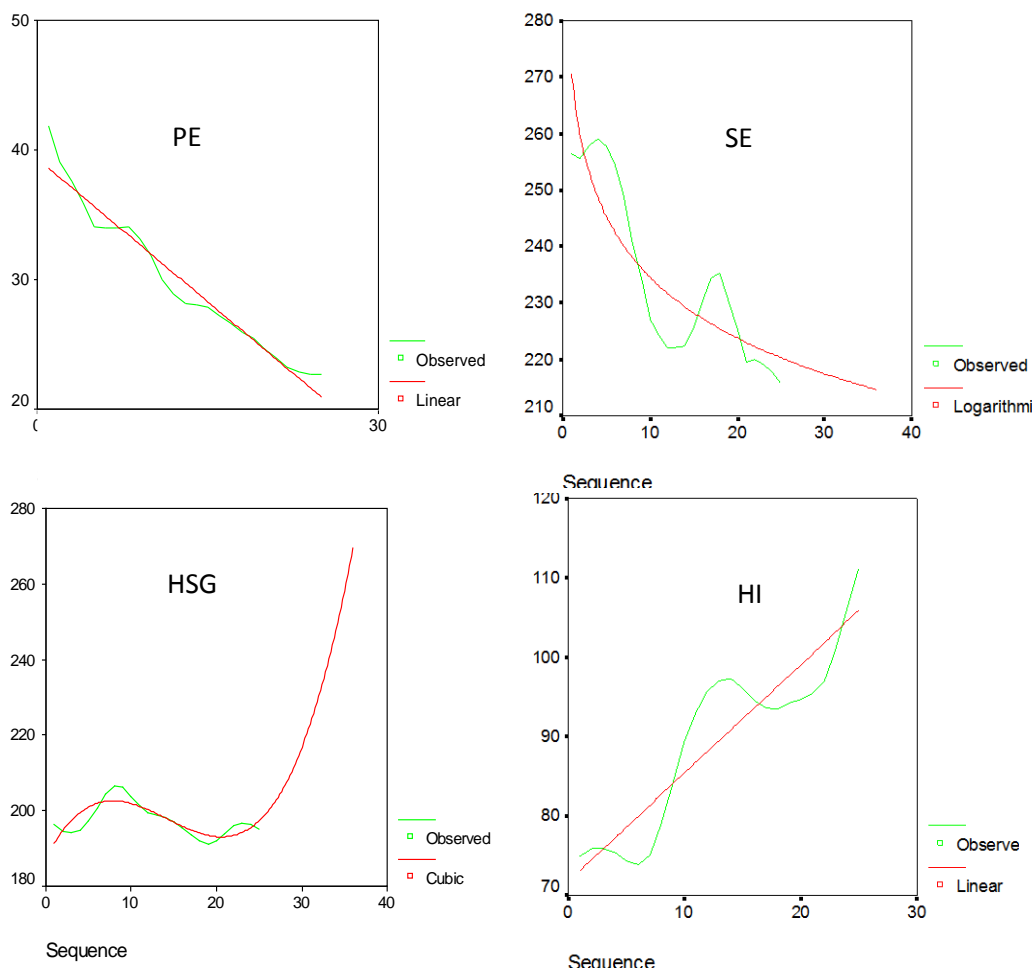 50
40
30
20
0
30
PE
Observed
Linear
280
270
260
250
240
230
220
210
0
10
20
30
40
SE
Observed
Logarithmi
Sequence
280
260
240
220
200
180
0
10
20
30
40
HSG
Observed
Cubic
Sequence
120
110
100
90
80
70
0
10
20
30
HI
Observe
Linear
Sequence